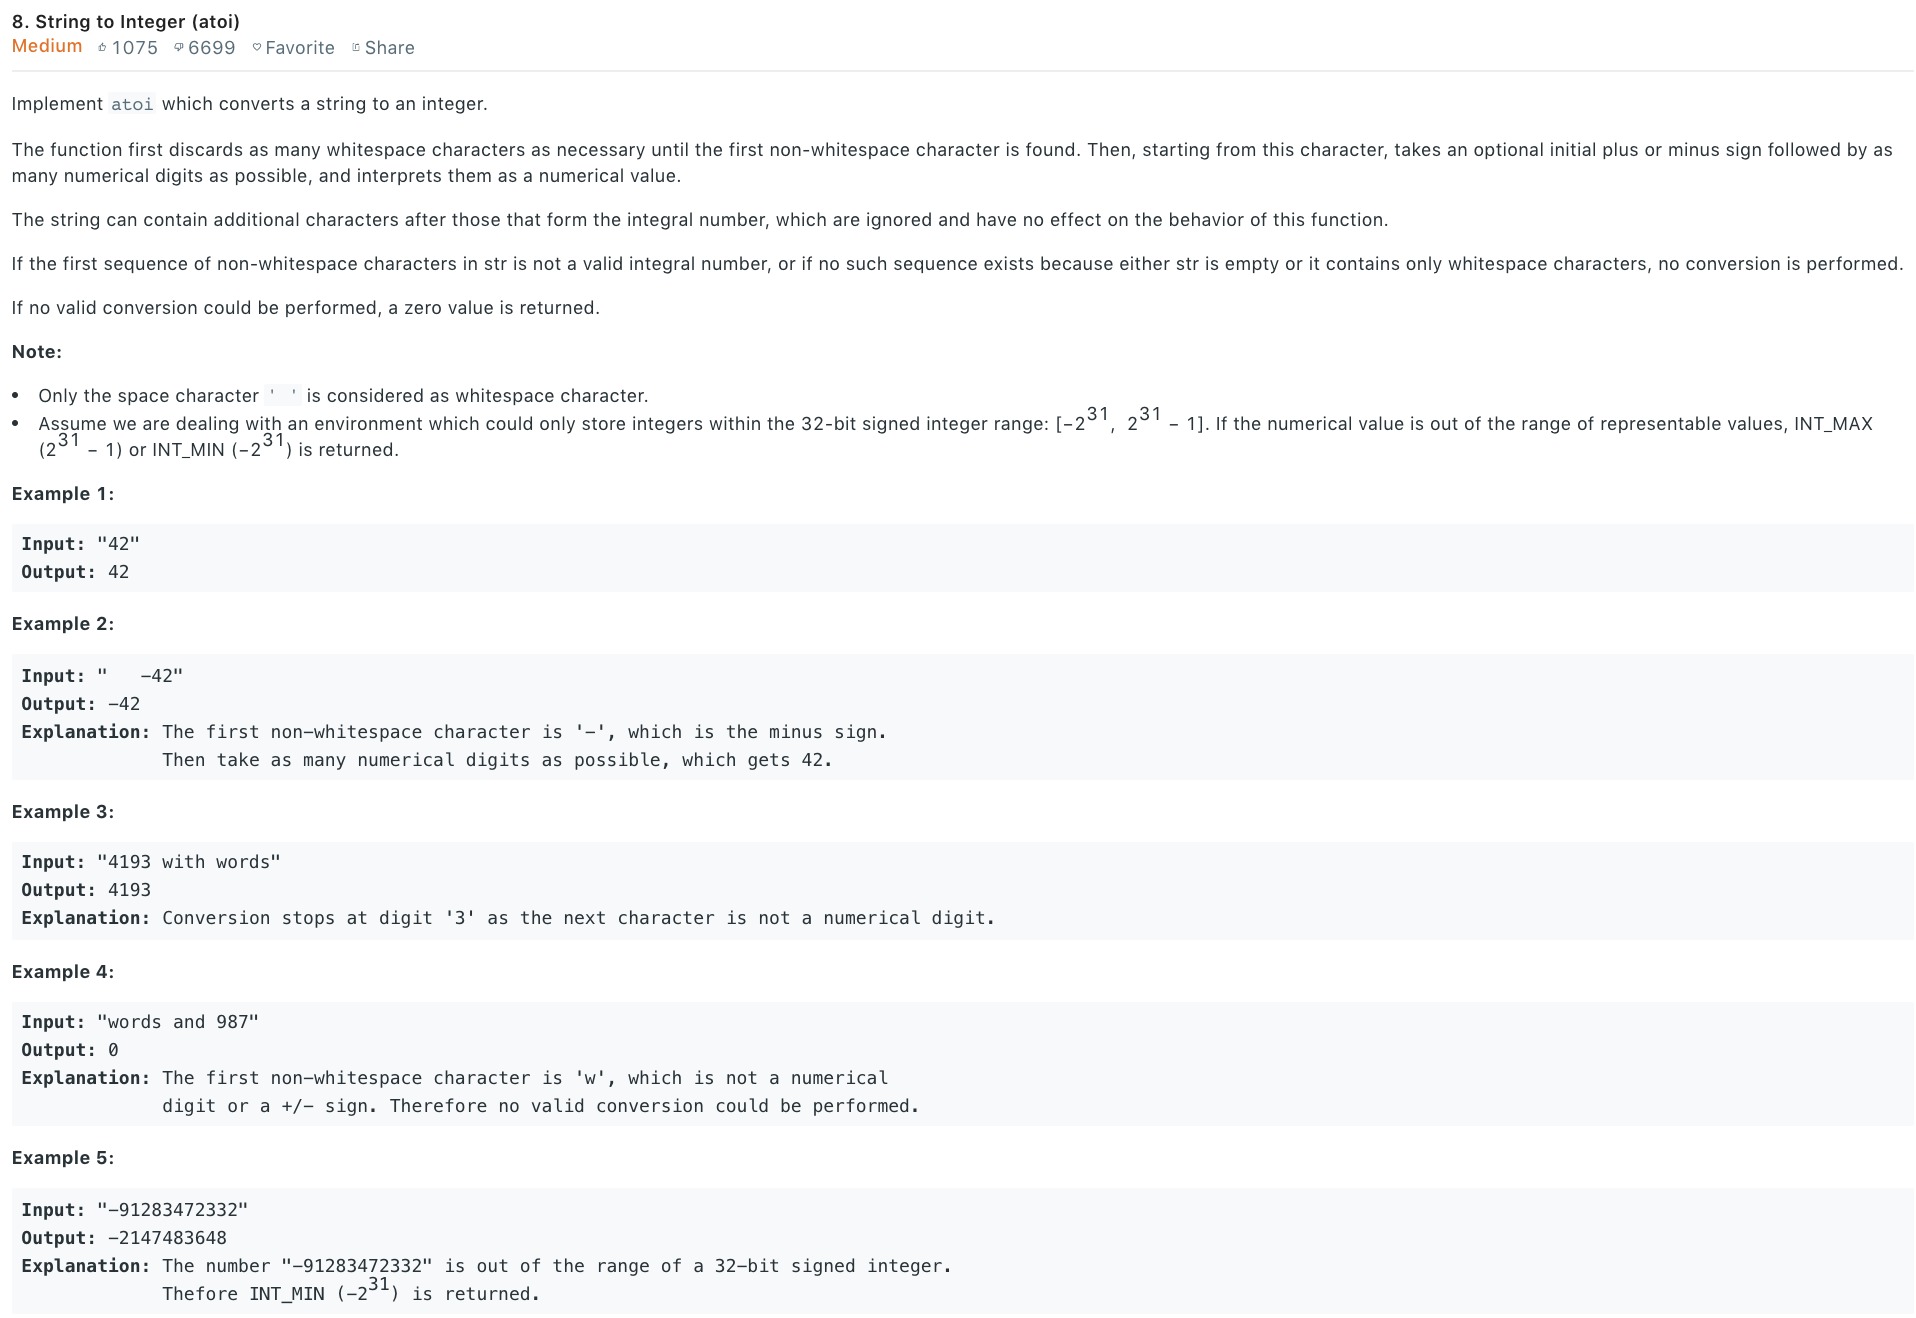 8. String to Integer (atoi)
Medium 1075 6699 Favorite Share
Implement atoi which converts a string to an integer.
The function first discards as many whitespace characters as necessary until the first non-whitespace character is found. Then, starting from this character, takes an optional initial plus or minus sign followed by as
many numerical digits as possible, and interprets them as a numerical value.
The string can contain additional characters after those that form the integral number, which are ignored and have no effect on the behavior of this function.
If the first sequence of non-whitespace characters in str is not a valid integral number, or if no such sequence exists because either str is empty or it contains only whitespace characters, no conversion is performed.
If no valid conversion could be performed, a zero value is returned.
Note:
• Only the space character ' ' is considered as whitespace character.
• Assume we are dealing with an environment which could only store integers within the 32-bit signed integer range: [−2^31, 2^31 − 1]. If the numerical value is out of the range of representable values, INT_MAX
(2^31 − 1) or INT_MIN (−2^31) is returned.
Example 1:
Input: "42"
Output: 42
Example 2:
Input: "   -42"
Output: -42
Explanation: The first non-whitespace character is '-', which is the minus sign.
Then take as many numerical digits as possible, which gets 42.
Example 3:
Input: "4193 with words"
Output: 4193
Explanation: Conversion stops at digit '3' as the next character is not a numerical digit.
Example 4:
Input: "words and 987"
Output: 0
Explanation: The first non-whitespace character is 'w', which is not a numerical
digit or a +/- sign. Therefore no valid conversion could be performed.
Example 5:
Input: "-91283472332"
Output: -2147483648
Explanation: The number "-91283472332" is out of the range of a 32-bit signed integer.
Thefore INT_MIN (−2^31) is returned.